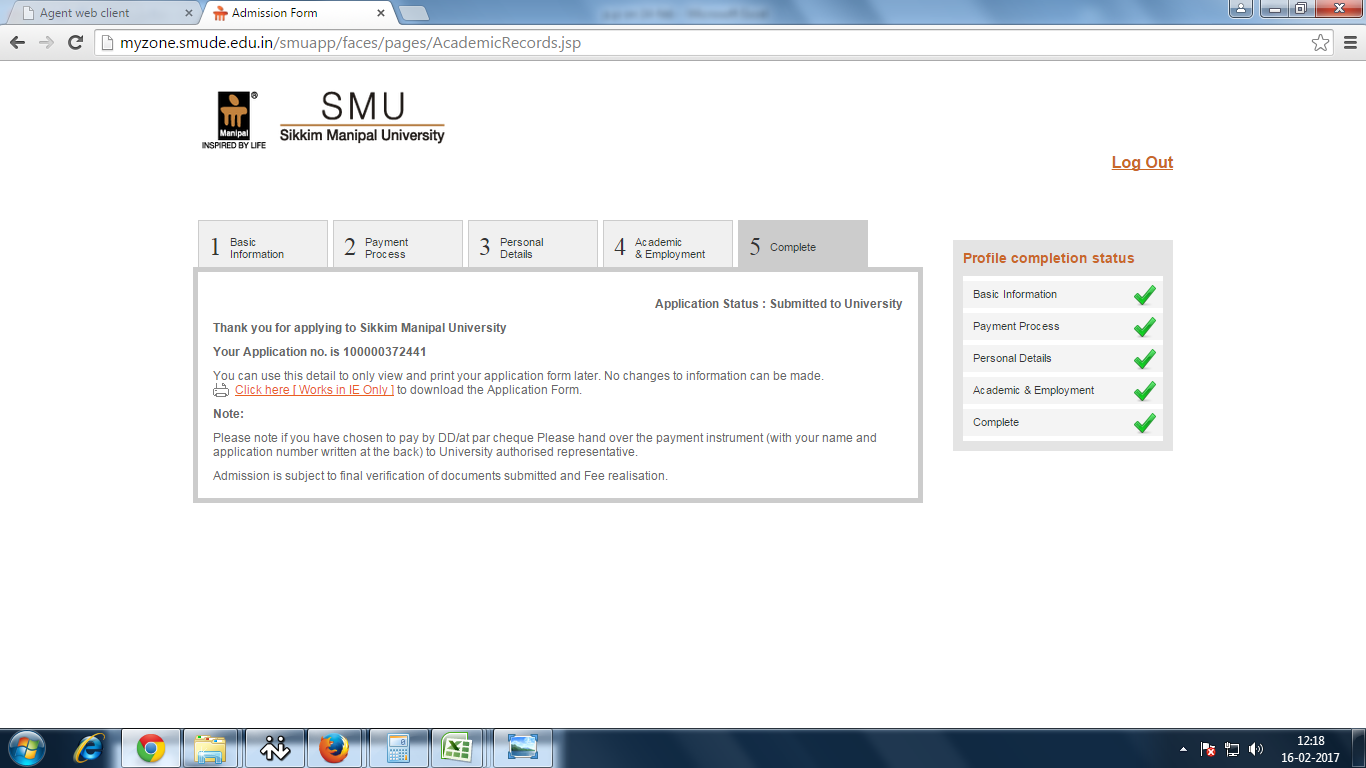 Agent web client
Admission Form
myzone.smude.edu.in/smuapp/faces/pages/AcademicRecords.jsp
Manipal
®
INSPIRED BY LIFE
SMU
Sikkim Manipal University
Log Out
1 Basic Information
2 Payment Process
3 Personal Details
4 Academic & Employment
5 Complete
Application Status : Submitted to University
Thank you for applying to Sikkim Manipal University
Your Application no. is 100000372441
You can use this detail to only view and print your application form later. No changes to information can be made.
Click here [ Works in IE Only ] to download the Application Form.
Note:
Please note if you have chosen to pay by DD/at par cheque Please hand over the payment instrument (with your name and
application number written at the back) to University authorised representative.
Admission is subject to final verification of documents submitted and Fee realisation.
Profile completion status
Basic Information
Payment Process
Personal Details
Academic & Employment
Complete
12:18
16-02-2017